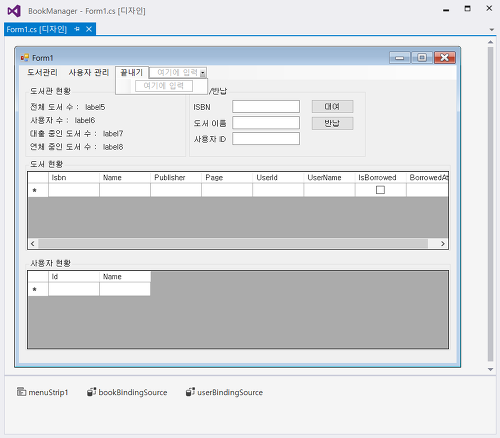 BookManager - Form1.cs [디자인]
Form1.cs [디자인]
Form1
도서관리 사용자 관리 끝내기 여기에 입력
여기에 입력
도서관 현황 /반납
전체 도서 수 : label5 ISBN 대여
사용자 수 : label6 도서 이름 반납
대출 중인 도서 수 : label7 사용자 ID
연체 중인 도서 수 : label8
도서 현황
Isbn Name Publisher Page UserId UserName IsBorrowed BorrowedAt
*
사용자 현황
Id Name
*
menuStrip1 bookBindingSource userBindingSource